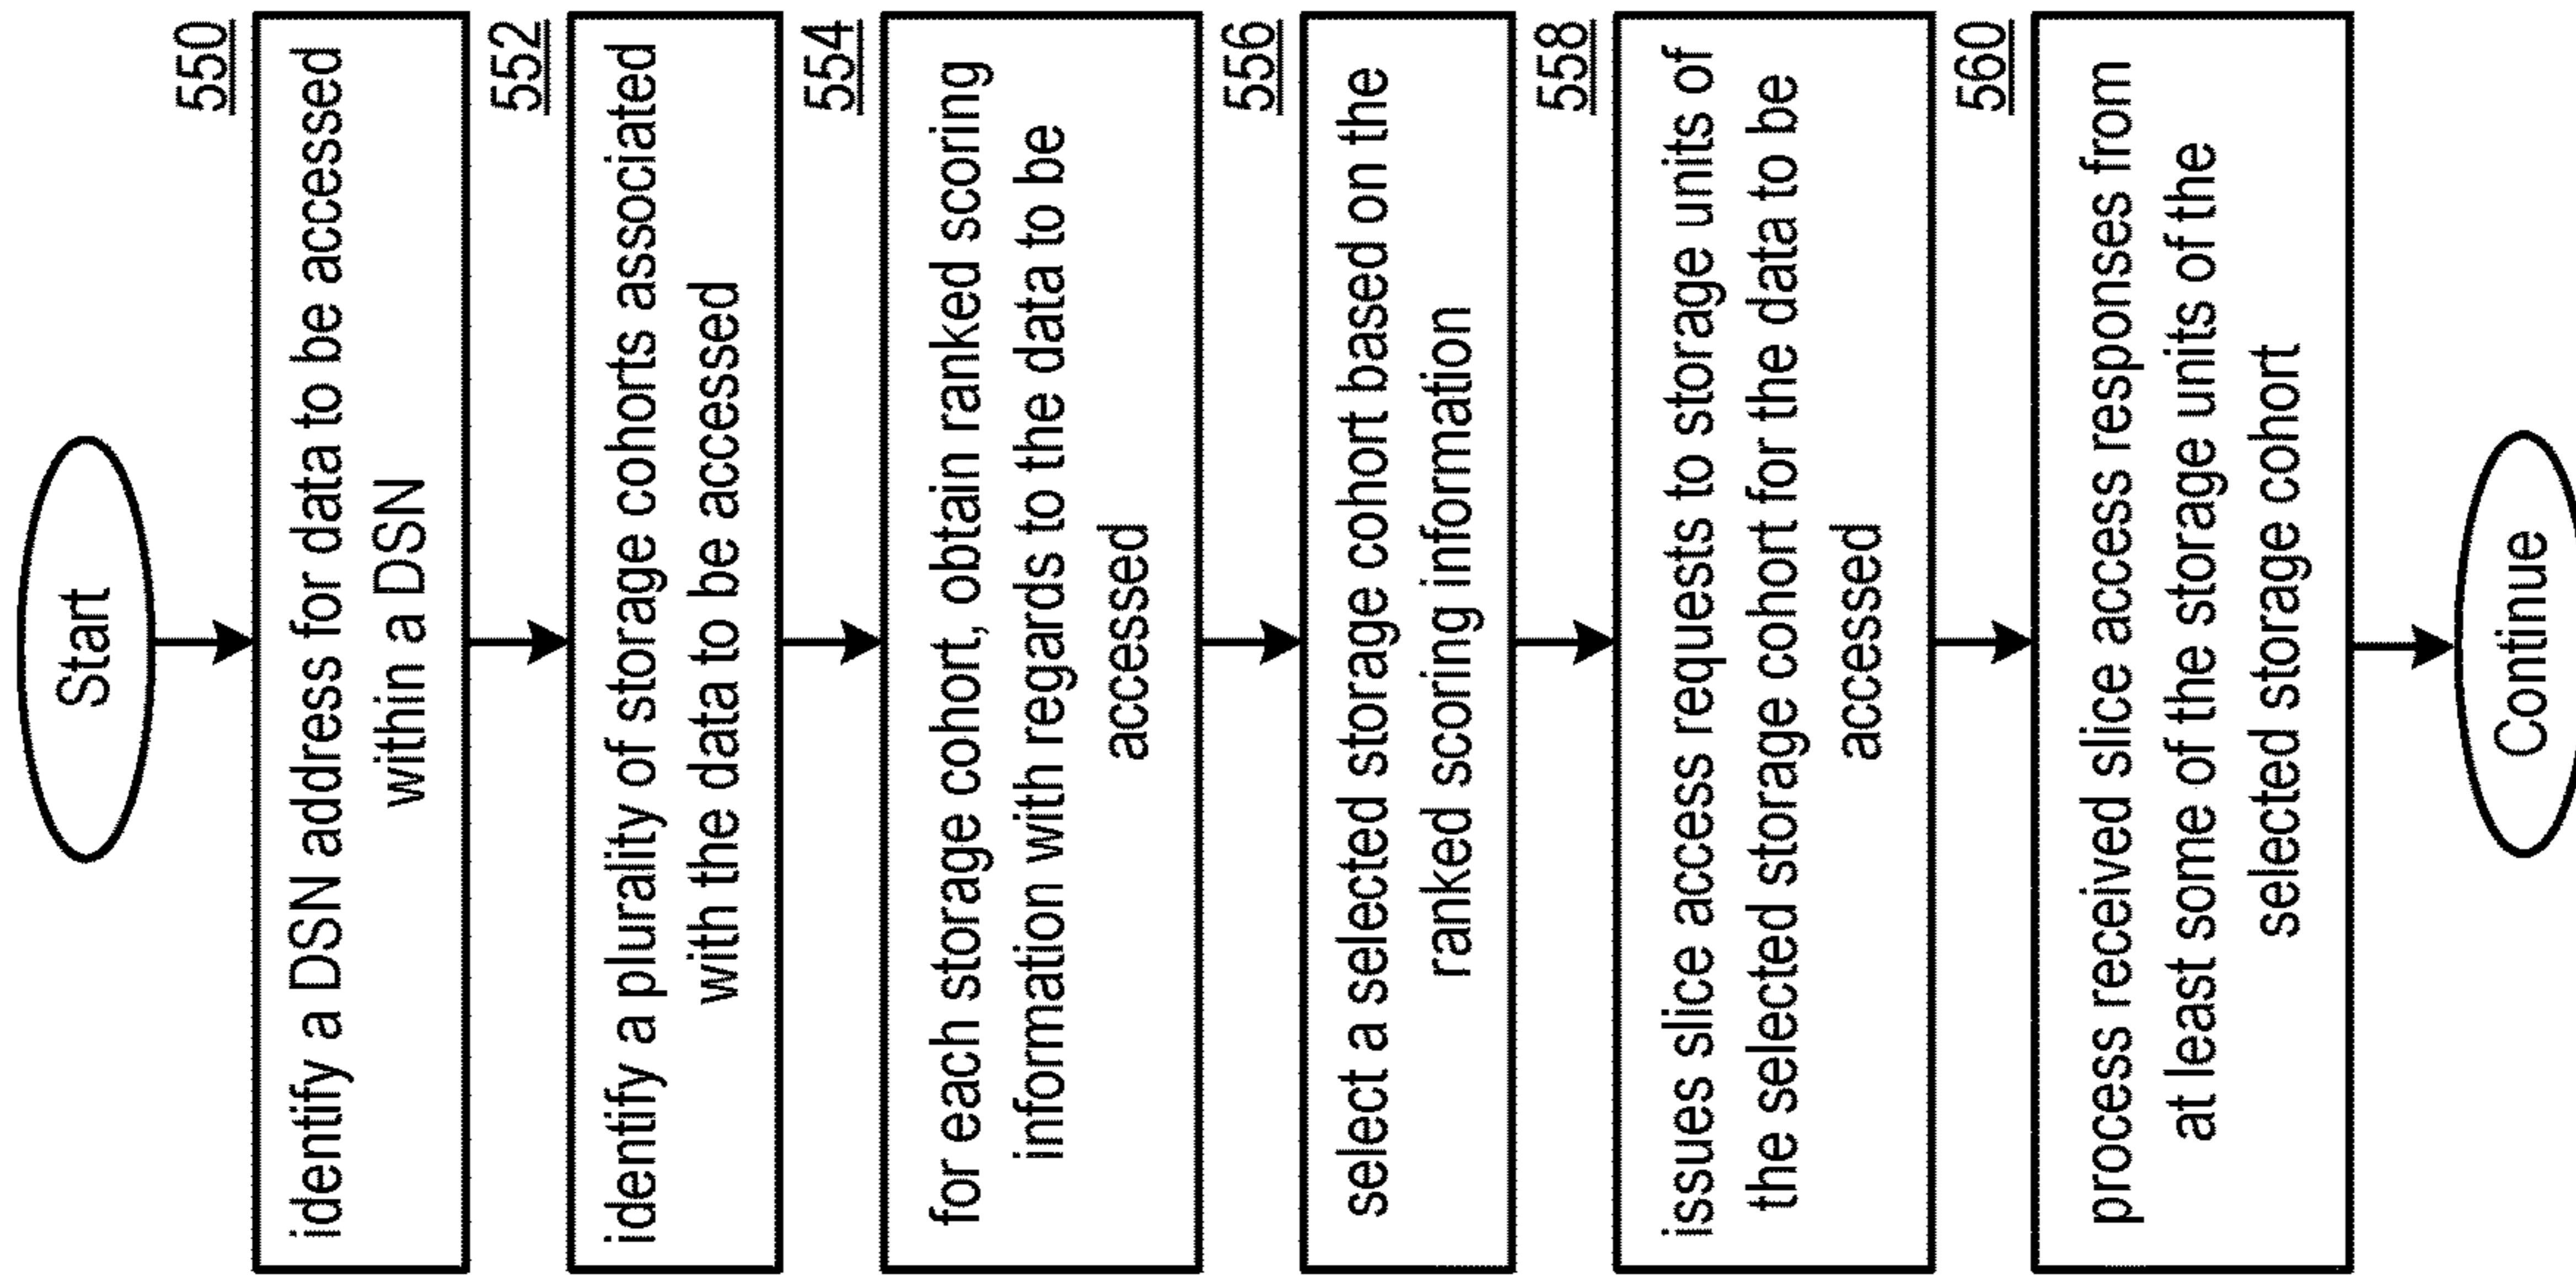 Start
550
identify a DSN address for data to be accessed
within a DSN
552
identify a plurality of storage cohorts associated
with the data to be accessed
554
for each storage cohort, obtain ranked scoring
information with regards to the data to be
accessed
556
select a selected storage cohort based on the
ranked scoring information
558
issues slice access requests to storage units of
the selected storage cohort for the data to be
accessed
560
process received slice access responses from
at least some of the storage units of the
selected storage cohort
Continue